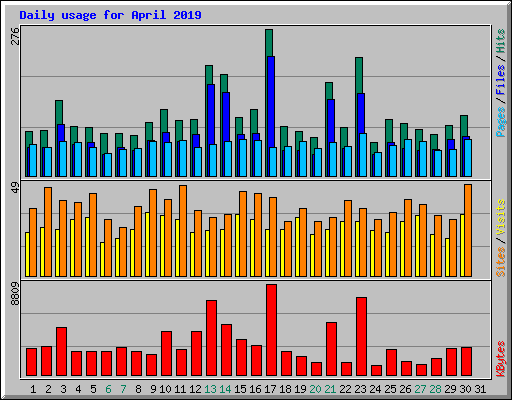 Daily usage for April 2019
276
Pages / Files / Hits
49
Sites / Visits
8809
KBytes
1 2 3 4 5 6 7 8 9 10 11 12 13 14 15 16 17 18 19 20 21 22 23 24 25 26 27 28 29 30 31